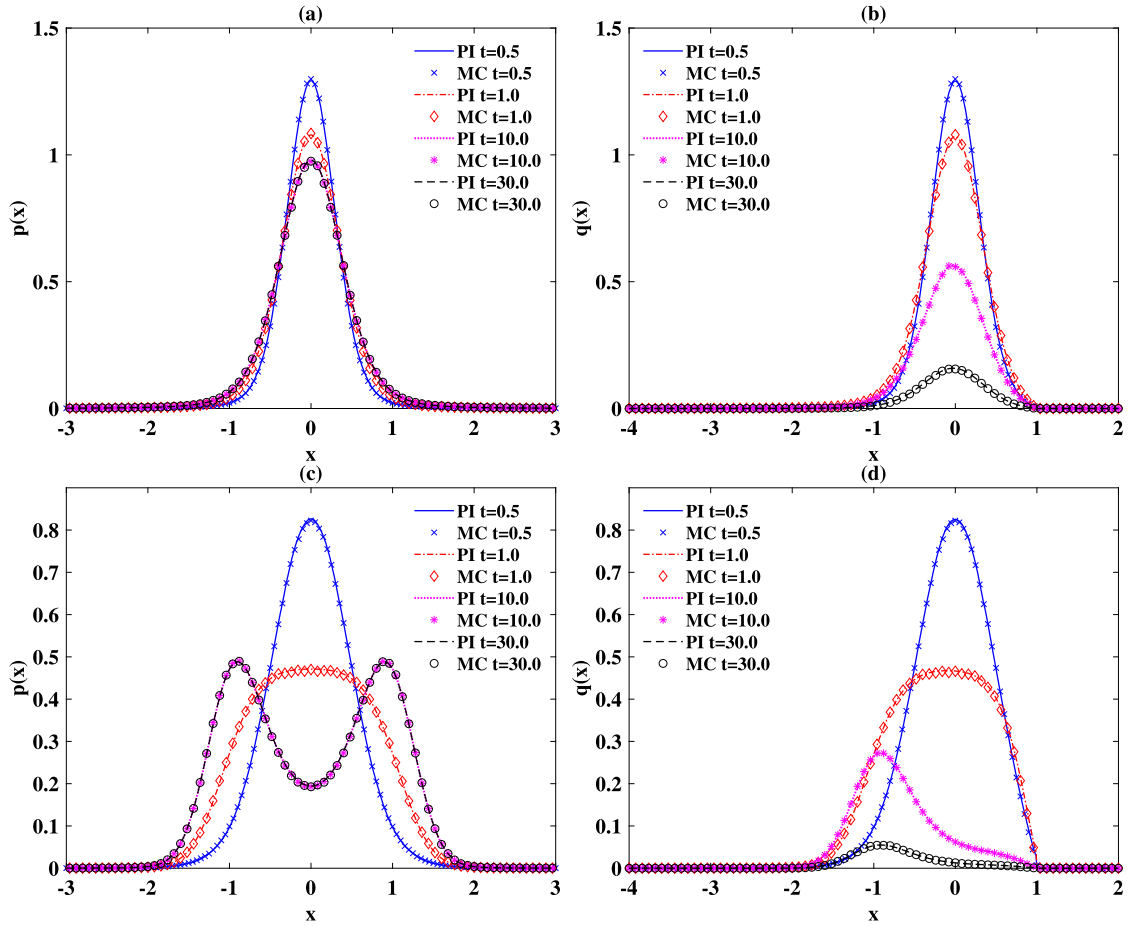 (a)
1.5
1
0.5
0
p(x)
-3
-2
-1
0
1
2
3
x
PI t=0.5
MC t=0.5
PI t=1.0
MC t=1.0
PI t=10.0
MC t=10.0
PI t=30.0
MC t=30.0
(b)
1.5
1
0.5
0
q(x)
-4
-3
-2
-1
0
1
2
x
PI t=0.5
MC t=0.5
PI t=1.0
MC t=1.0
PI t=10.0
MC t=10.0
PI t=30.0
MC t=30.0
(c)
0.8
0.7
0.6
0.5
0.4
0.3
0.2
0.1
0
p(x)
-3
-2
-1
0
1
2
3
x
PI t=0.5
MC t=0.5
PI t=1.0
MC t=1.0
PI t=10.0
MC t=10.0
PI t=30.0
MC t=30.0
(d)
0.8
0.7
0.6
0.5
0.4
0.3
0.2
0.1
0
q(x)
-4
-3
-2
-1
0
1
2
x
PI t=0.5
MC t=0.5
PI t=1.0
MC t=1.0
PI t=10.0
MC t=10.0
PI t=30.0
MC t=30.0